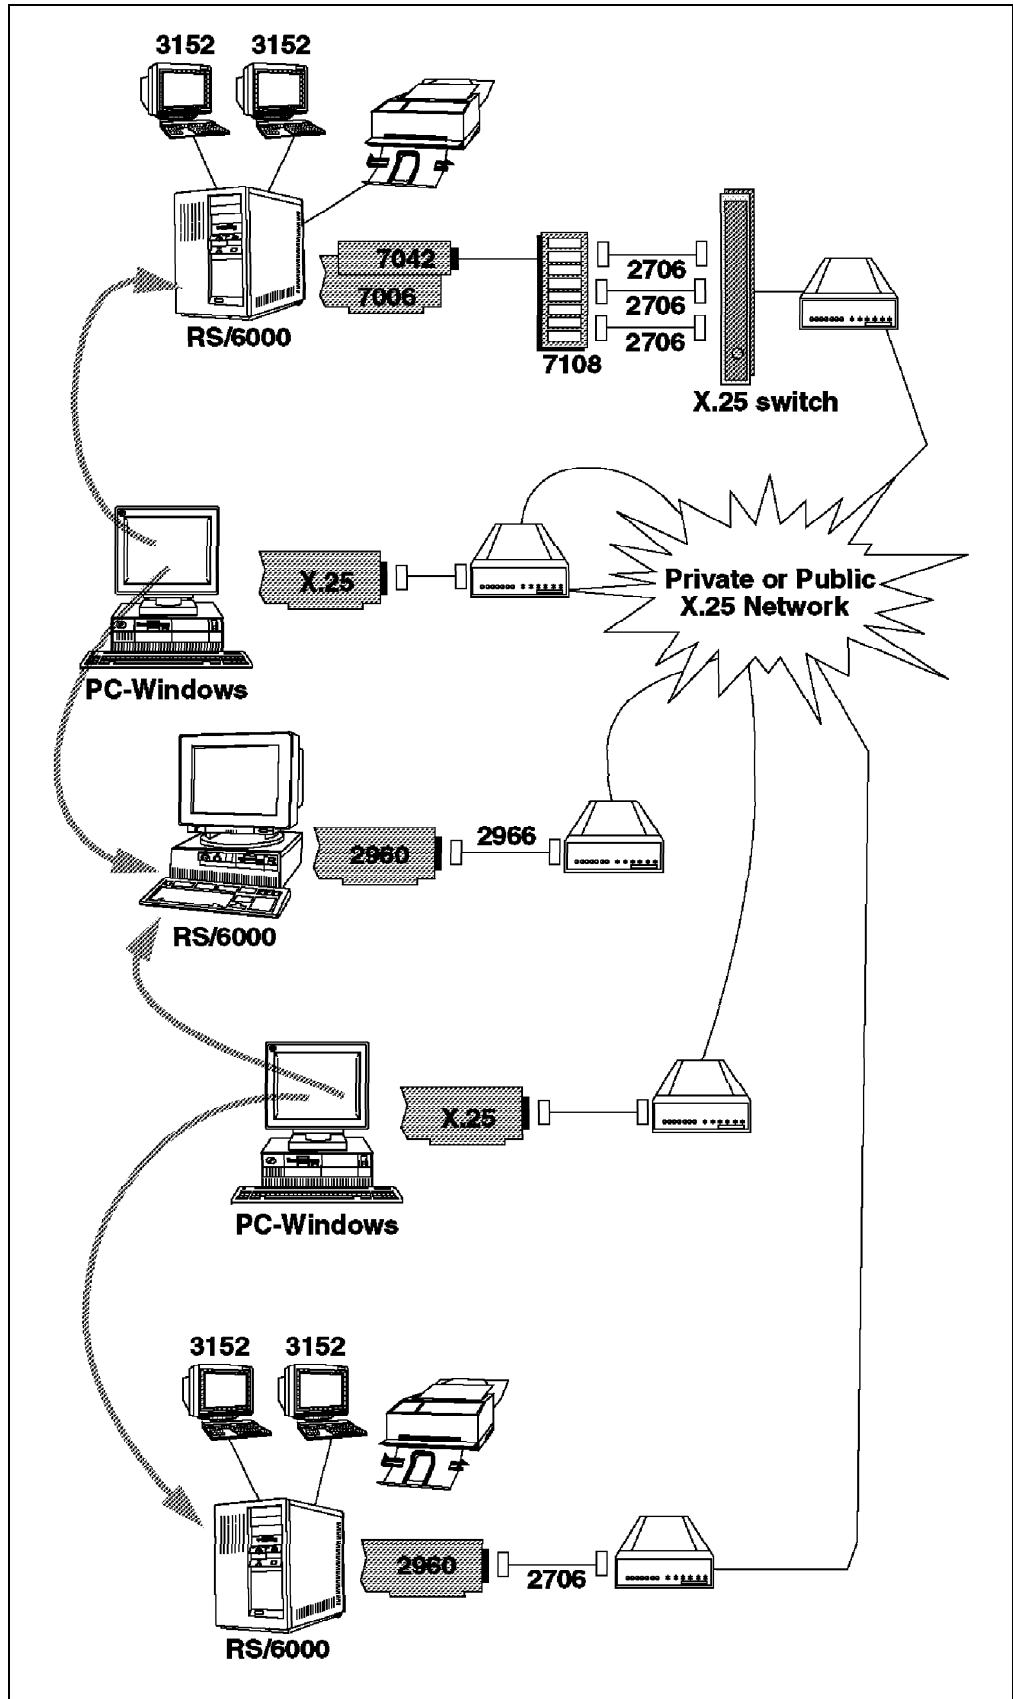 3152 3152
7042
7006
2706
2706
2706
RS/6000
7108
X.25 switch
X.25
Private or Public
X.25 Network
PC-Windows
2960
2966
RS/6000
X.25
PC-Windows
3152 3152
2960
2706
RS/6000